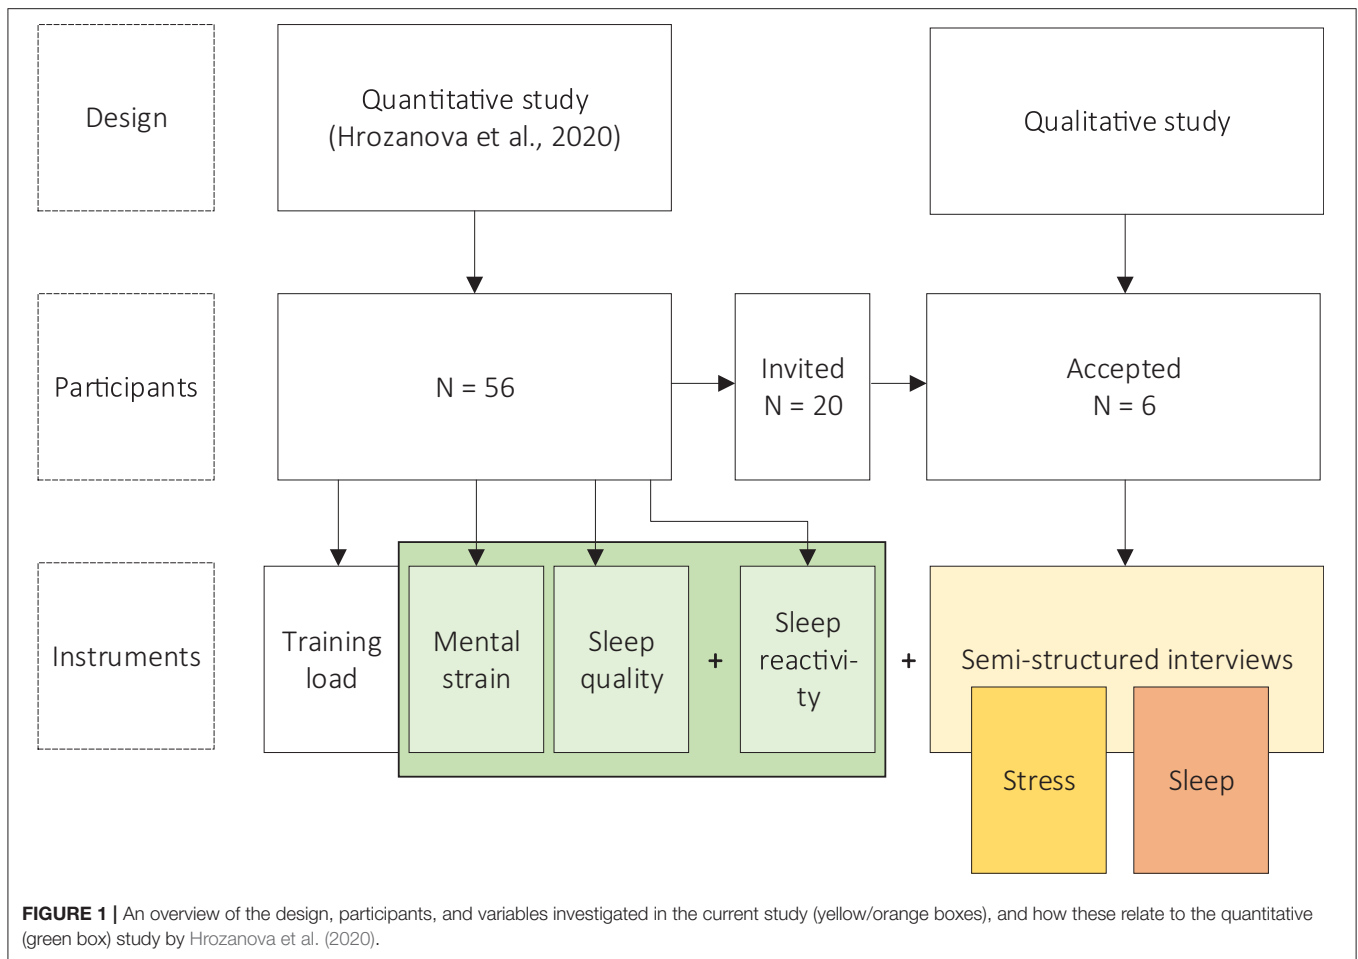 Design
Quantitative study
(Hrozanova et al., 2020)
Qualitative study
Participants
N = 56
Invited
N = 20
Accepted
N = 6
Instruments
Training
load
Mental
strain
Sleep
quality
+
Sleep
reactivi-
ty
+
Semi-structured interviews
Stress
Sleep
FIGURE 1 | An overview of the design, participants, and variables investigated in the current study (yellow/orange boxes), and how these relate to the quantitative
(green box) study by Hrozanova et al. (2020).